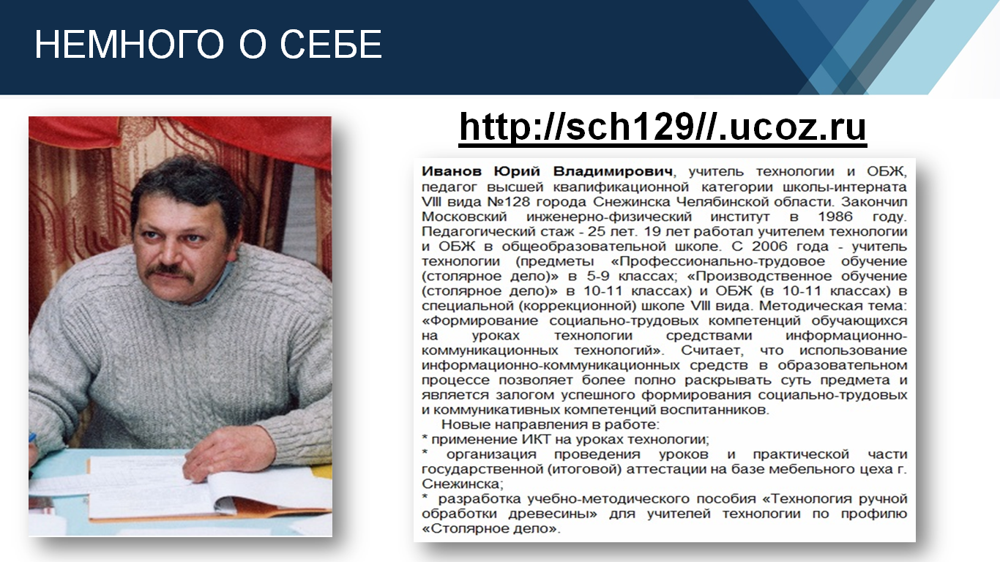 НЕМНОГО О СЕБЕ
http://sch129//.ucoz.ru
Иванов Юрий Владимирович, учитель технологии и ОБЖ,
педагог высшей квалификационной категории школы-интерната
VIII вида №128 города Снежинска Челябинской области. Закончил
Московский инженерно-физический институт в 1986 году.
Педагогический стаж - 25 лет. 19 лет работал учителем технологии
и ОБЖ в общеобразовательной школе. С 2006 года - учитель
технологии (предметы «Профессионально-трудовое обучение
(столярное дело)» в 5-9 классах; «Производственное обучение
(столярное дело)» в 10-11 классах) и ОБЖ (в 10-11 классах) в
специальной (коррекционной) школе VIII вида. Методическая тема:
«Формирование социально-трудовых компетенций обучающихся
на уроках технологии средствами информационно-
коммуникационных технологий». Считает, что использование
информационно-коммуникационных средств в образовательном
процессе позволяет более полно раскрывать суть предмета и
является залогом успешного формирования социально-трудовых
и коммуникативных компетенций воспитанников.
Новые направления в работе:
* применение ИКТ на уроках технологии;
* организация проведения уроков и практической части
государственной (итоговой) аттестации на базе мебельного цеха г.
Снежинска;
* разработка учебно-методического пособия «Технология ручной
обработки древесины» для учителей технологии по профилю
«Столярное дело».